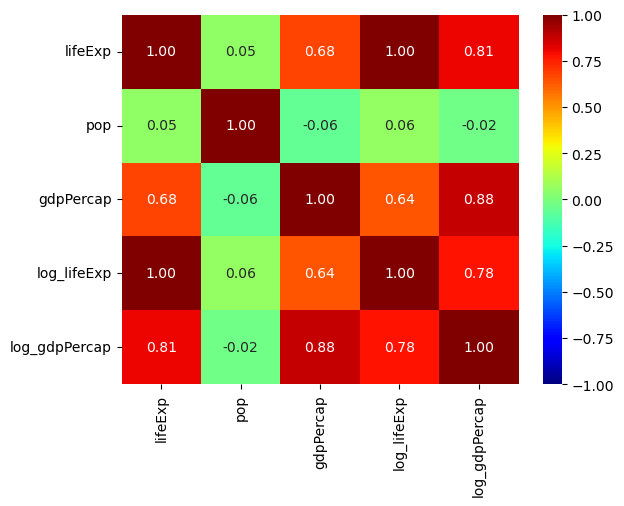 lifeExp 1.00 0.05 0.68 1.00 0.81
pop 0.05 1.00 -0.06 0.06 -0.02
gdpPercap 0.68 -0.06 1.00 0.64 0.88
log_lifeExp 1.00 0.06 0.64 1.00 0.78
log_gdpPercap 0.81 -0.02 0.88 0.78 1.00
lifeExp
pop
gdpPercap
log_lifeExp
log_gdpPercap
1.00
0.75
0.50
0.25
0.00
-0.25
-0.50
-0.75
-1.00